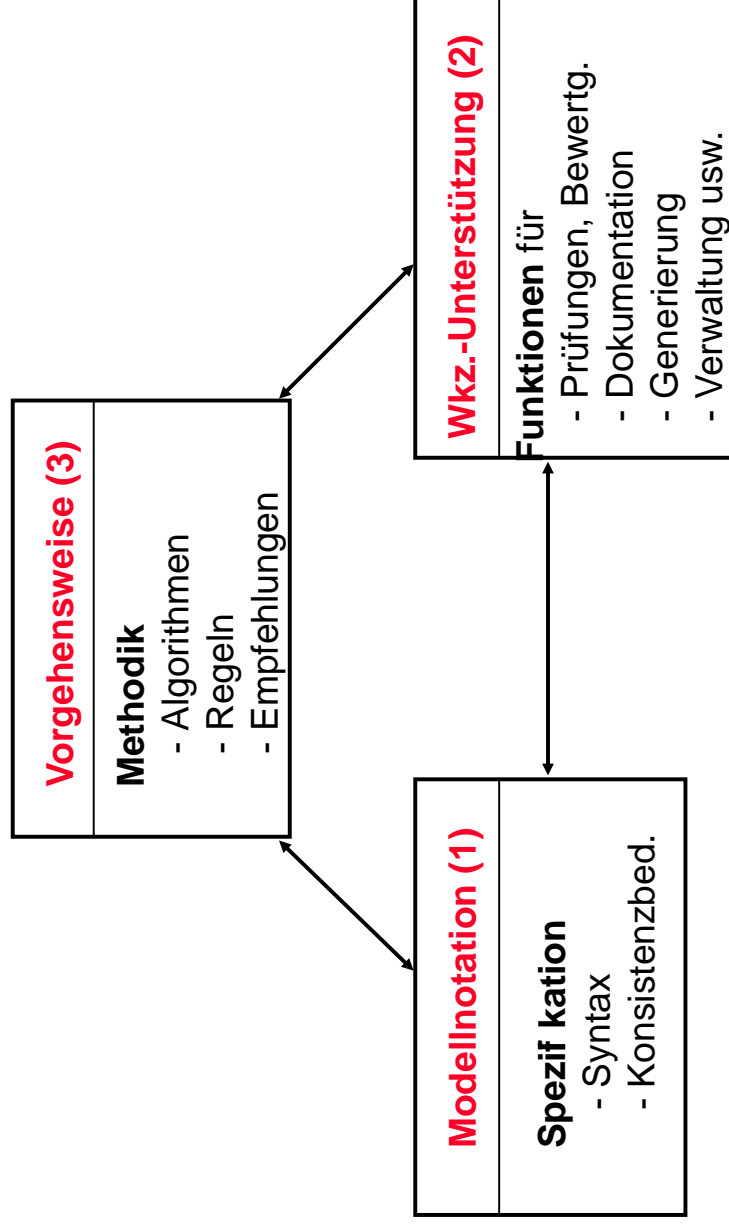 Vorgehensweise (3)
Methodik
- Algorithmen
- Regeln
- Empfehlungen
Modellnotation (1)
Spezif kation
- Syntax
- Konsistenzbed.
Wkz.-Unterstützung (2)
Funktionen für
- Prüfungen, Bewertg.
- Dokumentation
- Generierung
- Verwaltung usw.